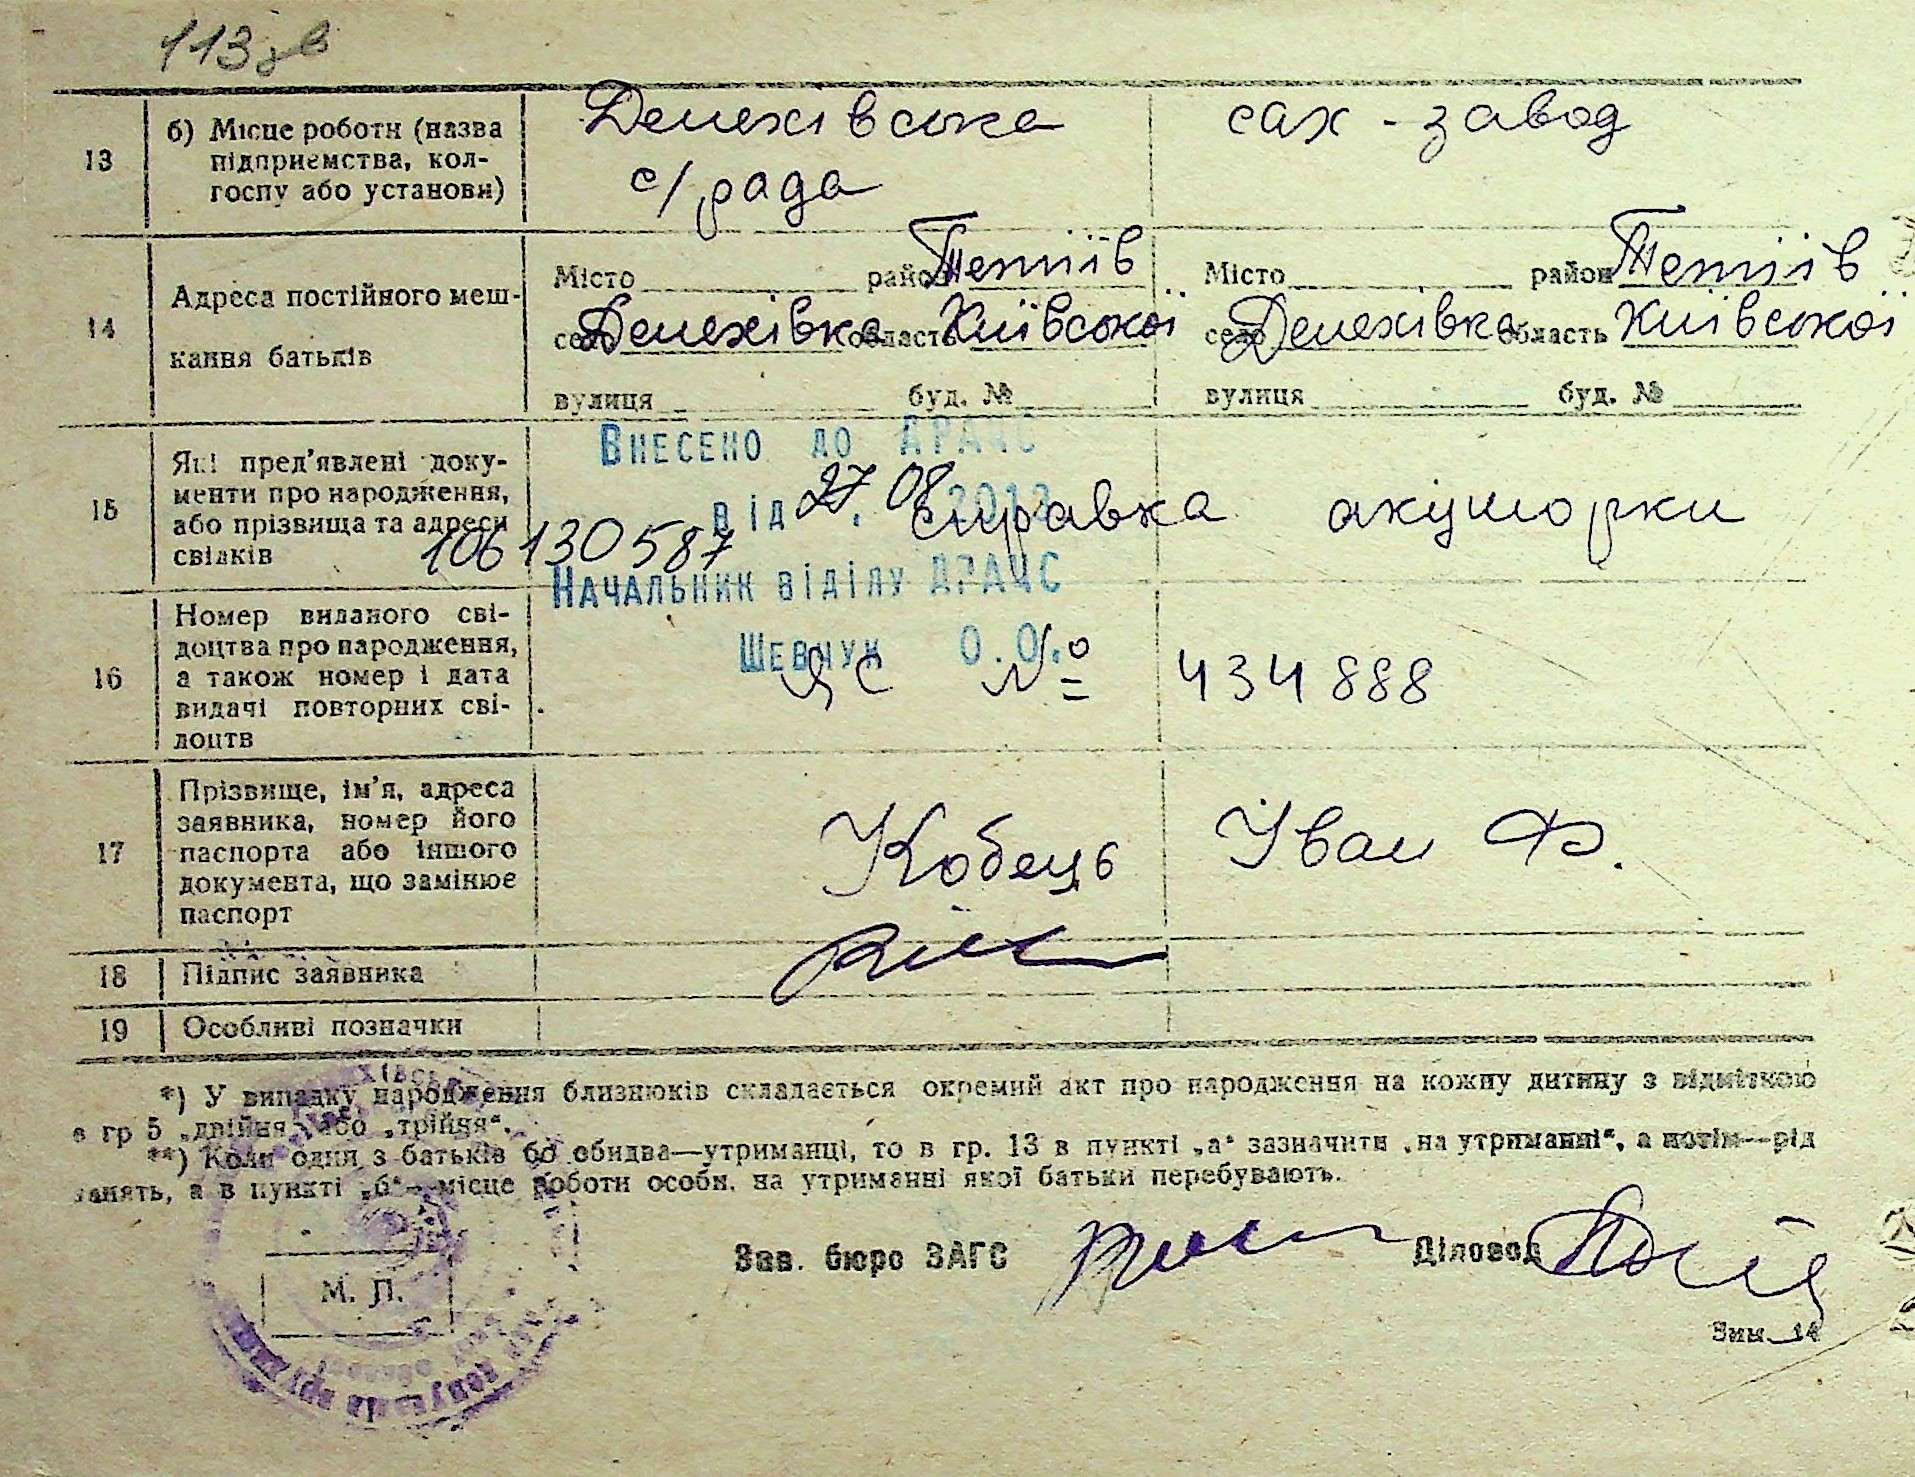 113зв
13 б) Місце роботи (назва підприємства, колгоспу або установи)
Денехівська с/рада
сах-завод
14 Адреса постійного мешкання батьків
Місто район Тетіїв
село Денехівка область Київської
вулиця буд. №
Місто район Тетіїв
село Денехівка область Київської
вулиця буд. №
15 Які пред'явлені документи про народження, або прізвища та адреси свідків
Внесено до ДРАЦС
від 27.08.2012
106130587
справка акушорки
Начальник відділу ДРАЦС
Шевчук О.О.
16 Номер виданого свідоцтва про народження, а також номер і дата видачі повторних свідоцтв
ЯС № 434888
17 Прізвище, ім'я, адреса заявника, номер його паспорта або іншого документа, що замінює паспорт
Кобець Іван Ф.
18 Підпис заявника
19 Особливі позначки
*) У випадку народження близнюків складається окремий акт про народження на кожну дитину з відміткою
в гр 5 „двійня" або „трійня".
**) Коли один з батьків бо обидва—утриманці, то в гр. 13 в пункті „а" зазначити „на утриманні", а потім—рід
занять, а в пункті „б"—місце роботи особи, на утриманні якої батьки перебувають.
Зав. бюро ЗАГС
Діловод
М. П.
Зим. 14